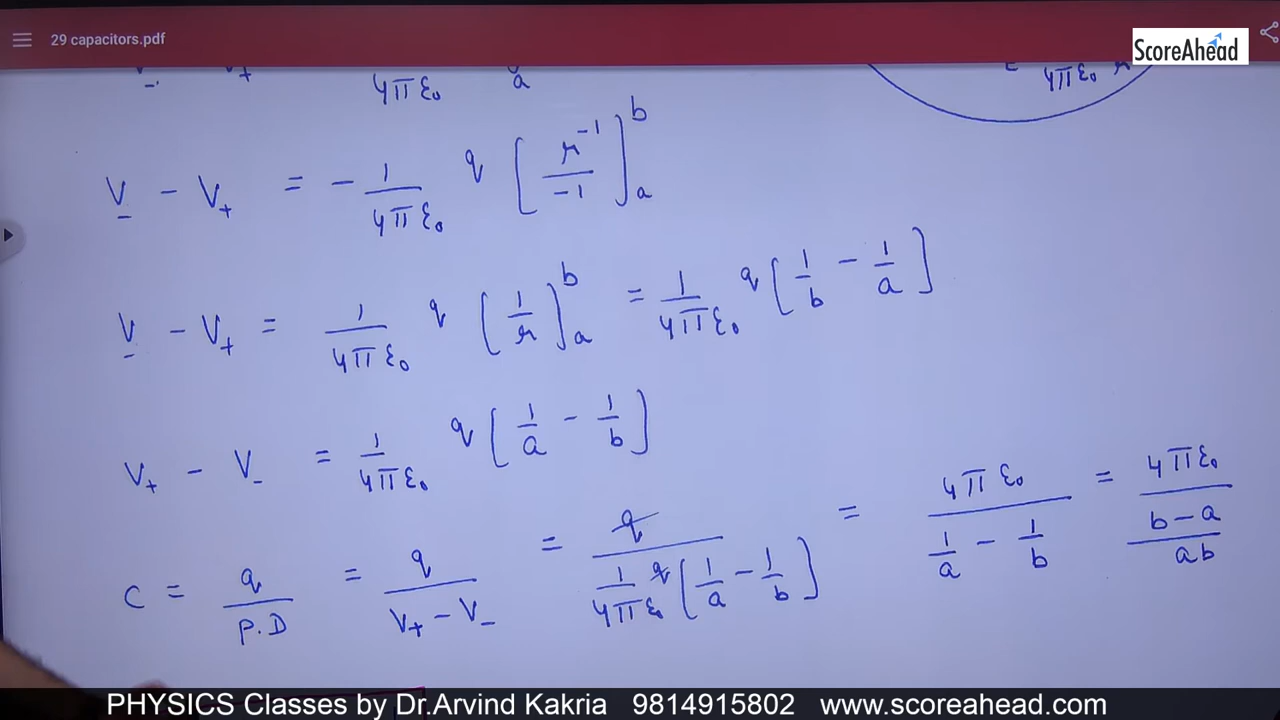 29 capacitors.pdf
ScoreAhead
V₋ V₊ 4πε₀ a
E 4πε₀ r
V₋ - V₊ = - 1/4πε₀ q [r⁻¹/-1]ₐᵇ
V₋ - V₊ = 1/4πε₀ q [1/r]ₐᵇ = 1/4πε₀ q [1/b - 1/a]
V₊ - V₋ = 1/4πε₀ q [1/a - 1/b]
C = q/P.D = q/V₊ - V₋ = q/1/4πε₀ q [1/a - 1/b] = 4πε₀/1/a - 1/b = 4πε₀/b-a/ab
PHYSICS Classes by Dr.Arvind Kakria 9814915802 www.scoreahead.com